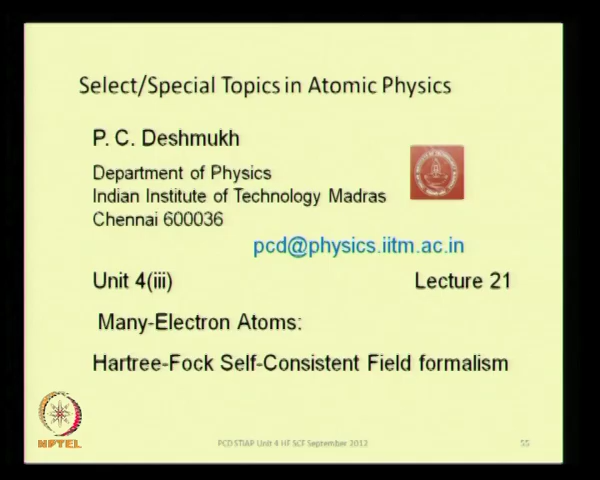 Select/Special Topics in Atomic Physics
P. C. Deshmukh
Department of Physics
Indian Institute of Technology Madras
Chennai 600036
pcd@physics.iitm.ac.in
Unit 4(iii) Lecture 21
Many-Electron Atoms:
Hartree-Fock Self-Consistent Field formalism
NPTEL
PCD STiAP Unit 4 HF SCF September 2012 55